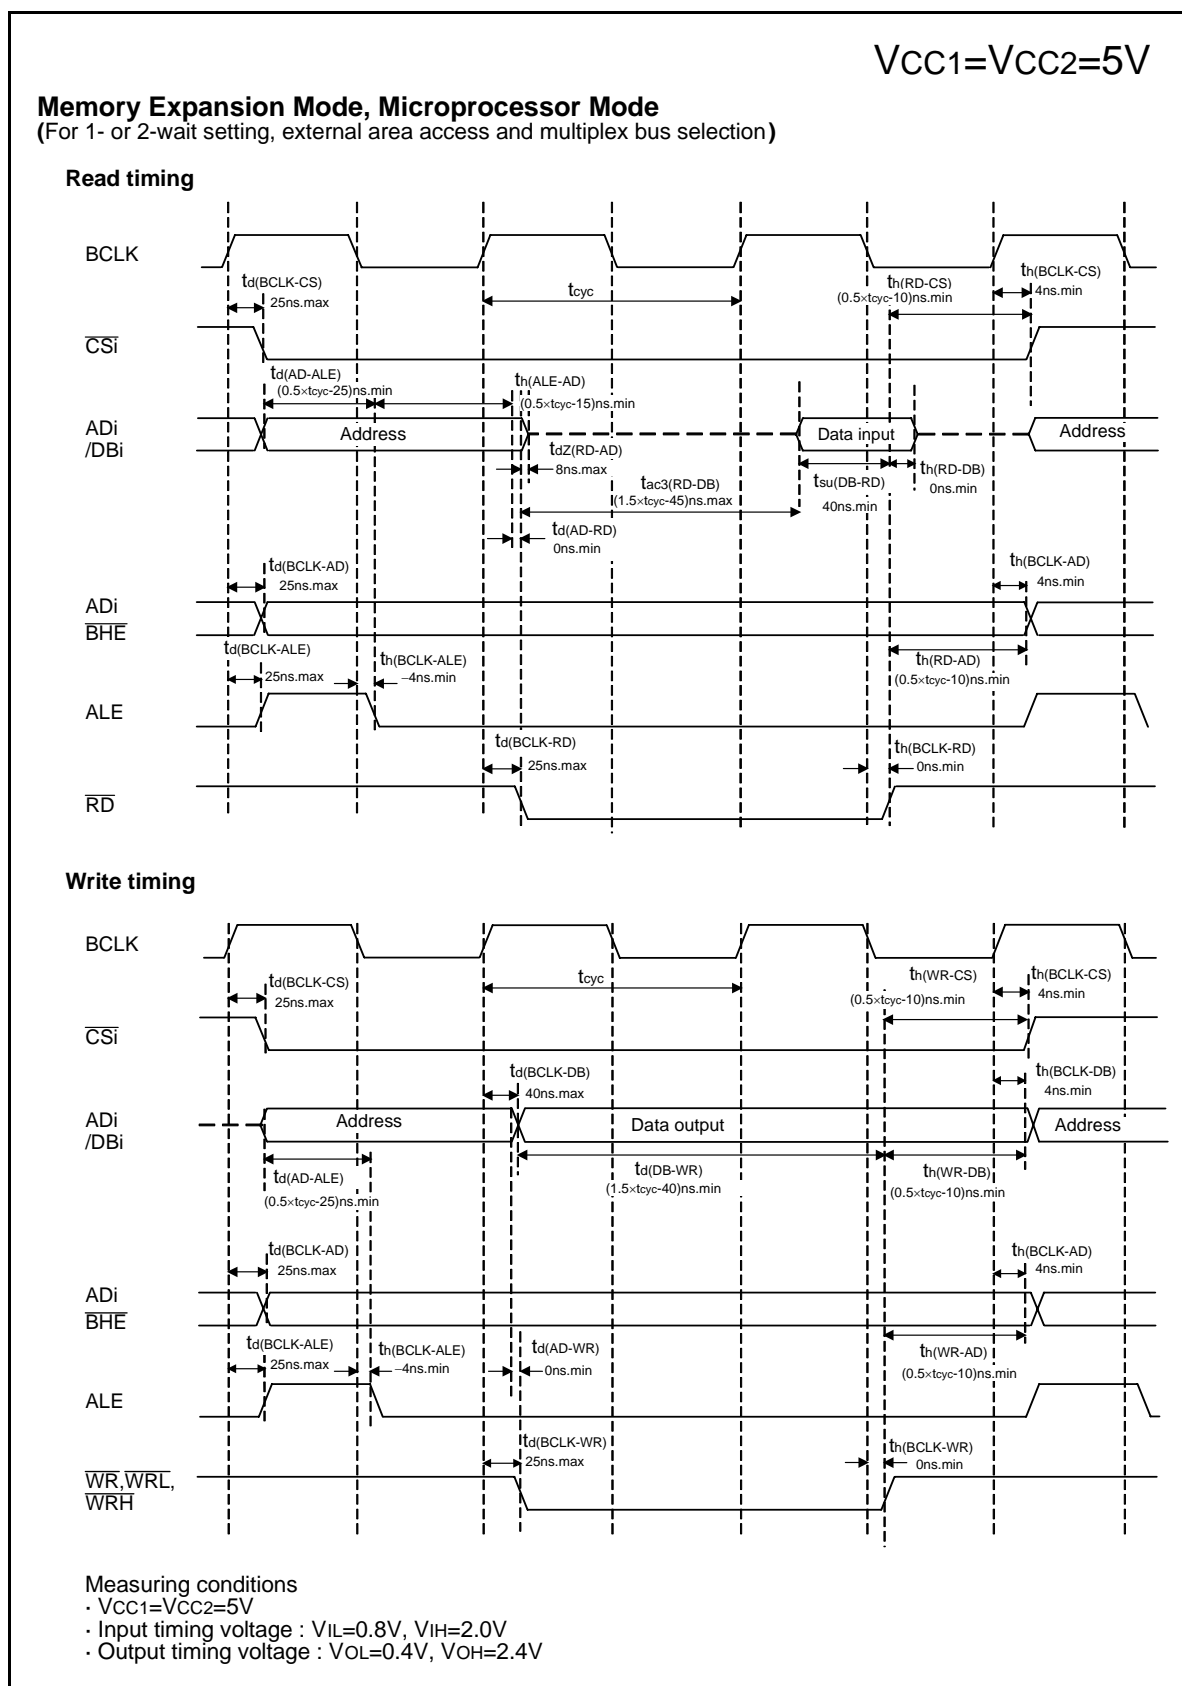 VCC1=VCC2=5V
Memory Expansion Mode, Microprocessor Mode
(For 1- or 2-wait setting, external area access and multiplex bus selection)
Read timing
BCLK
td(BCLK-CS)
25ns.max
tcyc
th(RD-CS)
(0.5×tcyc-10)ns.min
th(BCLK-CS)
4ns.min
CSi
td(AD-ALE)
(0.5×tcyc-25)ns.min
th(ALE-AD)
(0.5×tcyc-15)ns.min
ADi
/DBi
Address
Data input
Address
tdZ(RD-AD)
8ns.max
tac3(RD-DB)
(1.5×tcyc-45)ns.max
tsu(DB-RD)
40ns.min
th(RD-DB)
0ns.min
td(AD-RD)
0ns.min
td(BCLK-AD)
25ns.max
th(BCLK-AD)
4ns.min
ADi
BHE
td(BCLK-ALE)
25ns.max
th(BCLK-ALE)
−4ns.min
th(RD-AD)
(0.5×tcyc-10)ns.min
ALE
td(BCLK-RD)
25ns.max
th(BCLK-RD)
0ns.min
RD
Write timing
BCLK
td(BCLK-CS)
25ns.max
tcyc
th(WR-CS)
(0.5×tcyc-10)ns.min
th(BCLK-CS)
4ns.min
CSi
td(BCLK-DB)
40ns.max
th(BCLK-DB)
4ns.min
ADi
/DBi
Address
Data output
Address
td(AD-ALE)
(0.5×tcyc-25)ns.min
td(DB-WR)
(1.5×tcyc-40)ns.min
th(WR-DB)
(0.5×tcyc-10)ns.min
td(BCLK-AD)
25ns.max
th(BCLK-AD)
4ns.min
ADi
BHE
td(BCLK-ALE)
25ns.max
th(BCLK-ALE)
−4ns.min
td(AD-WR)
0ns.min
th(WR-AD)
(0.5×tcyc-10)ns.min
ALE
td(BCLK-WR)
25ns.max
th(BCLK-WR)
0ns.min
WR,WRL,
WRH
Measuring conditions
· VCC1=VCC2=5V
· Input timing voltage : VIL=0.8V, VIH=2.0V
· Output timing voltage : VOL=0.4V, VOH=2.4V